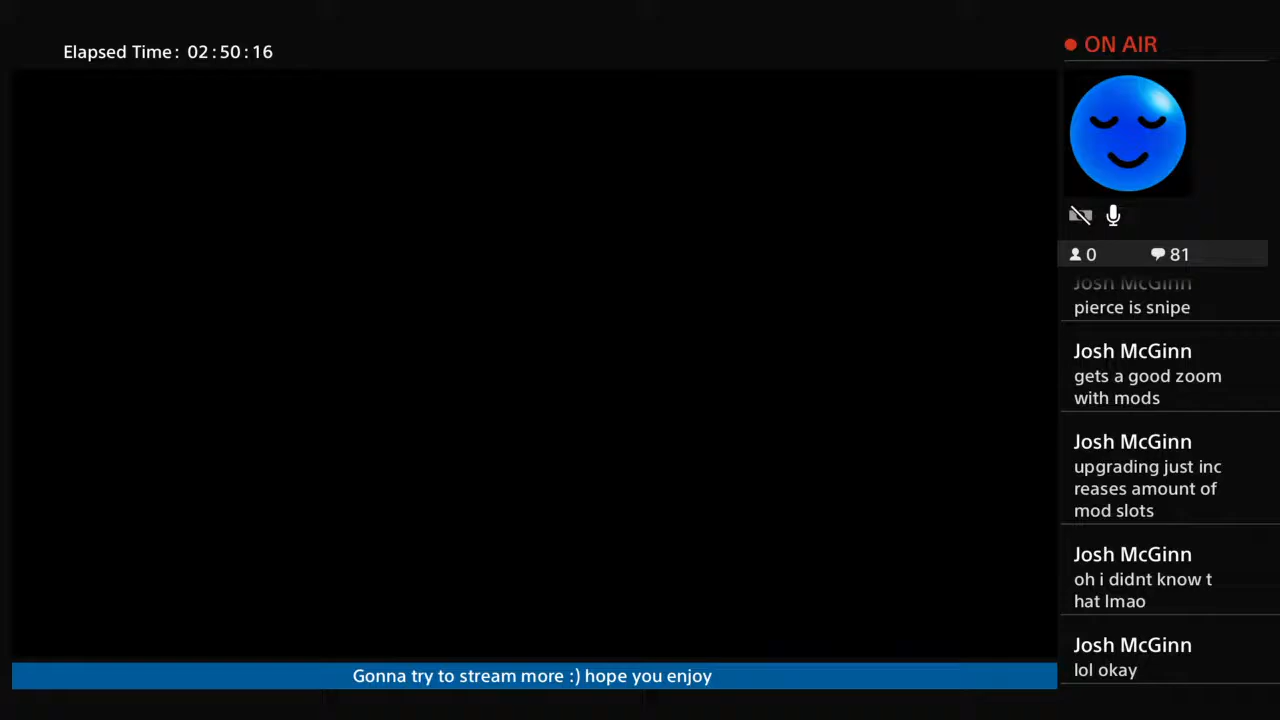 Elapsed Time: 02:50:16
ON AIR
0
81
Josh McGinn
pierce is snipe
Josh McGinn
gets a good zoom
with mods
Josh McGinn
upgrading just inc
reases amount of
mod slots
Josh McGinn
oh i didnt know t
hat lmao
Josh McGinn
lol okay
Gonna try to stream more :) hope you enjoy